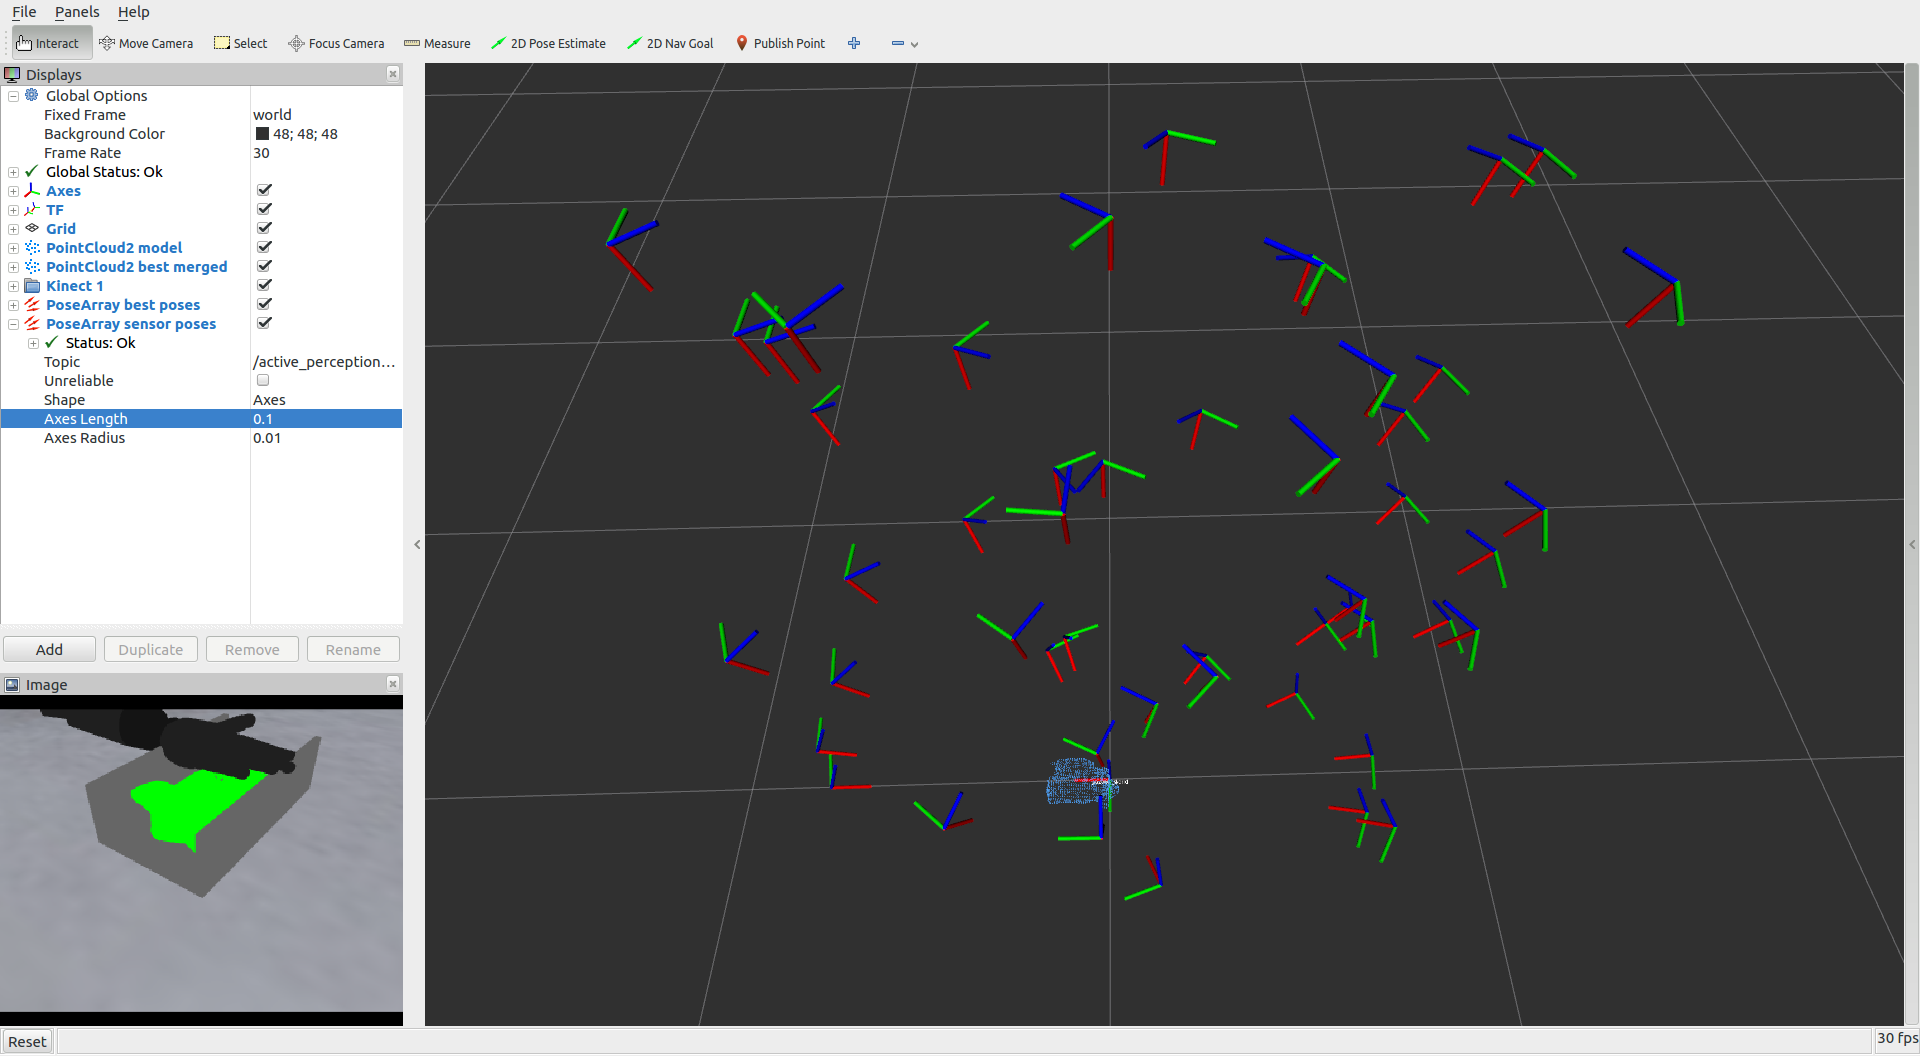 File Panels Help
Interact Move Camera Select Focus Camera Measure 2D Pose Estimate 2D Nav Goal Publish Point
Displays
Global Options
Fixed Frame world
Background Color 48; 48; 48
Frame Rate 30
Global Status: Ok
Axes
TF
Grid
PointCloud2 model
PointCloud2 best merged
Kinect 1
PoseArray best poses
PoseArray sensor poses
Status: Ok
Topic /active_perception...
Unreliable
Shape Axes
Axes Length 0.1
Axes Radius 0.01
Add Duplicate Remove Rename
Image
Reset
30 fps